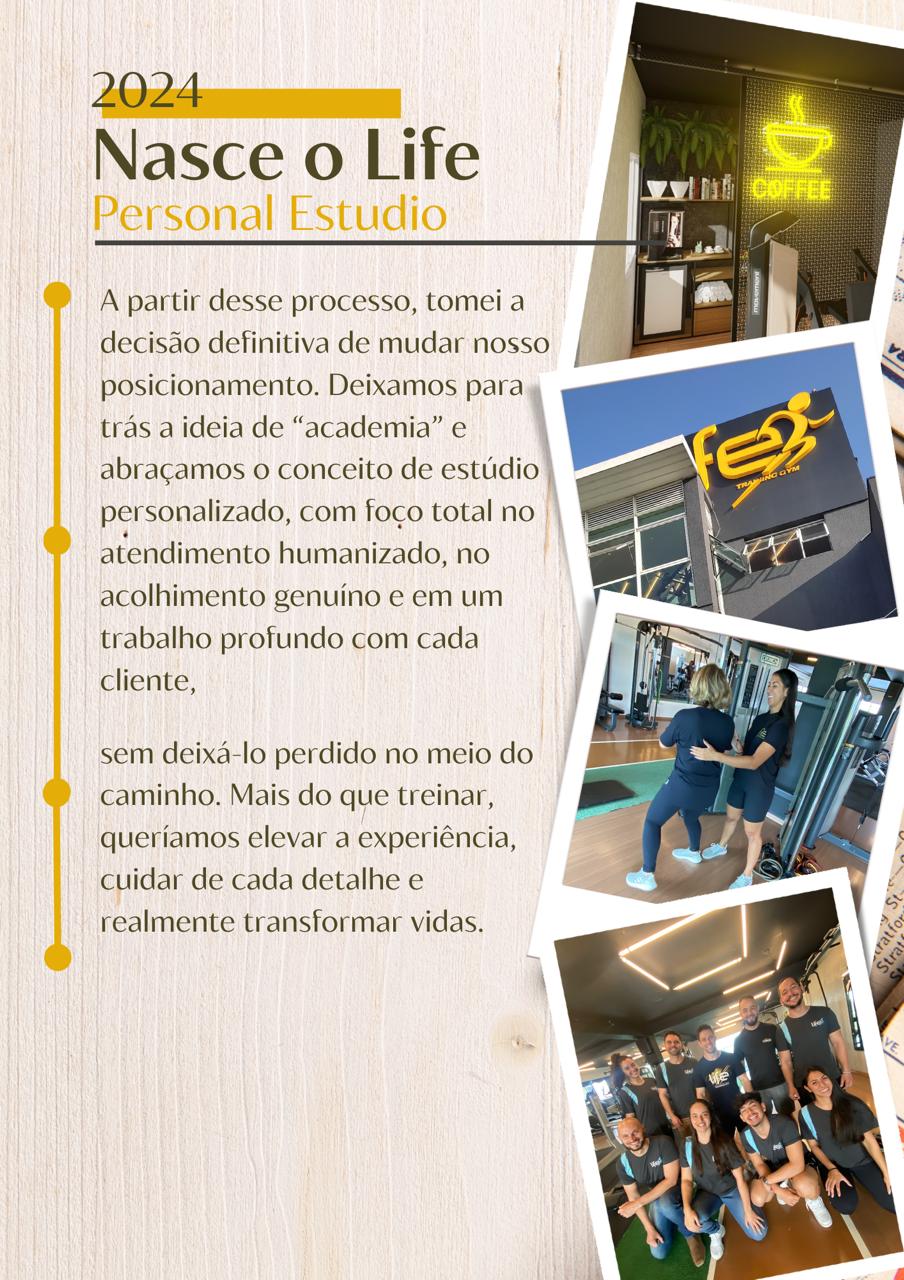 2024
Nasce o Life
Personal Estudio
A partir desse processo, tomei a
decisão definitiva de mudar nosso
posicionamento. Deixamos para
trás a ideia de “academia” e
abraçamos o conceito de estúdio
personalizado, com foco total no
atendimento humanizado, no
acolhimento genuíno e em um
trabalho profundo com cada
cliente,
sem deixá-lo perdido no meio do
caminho. Mais do que treinar,
queríamos elevar a experiência,
cuidar de cada detalhe e
realmente transformar vidas.
COFFEE
movement
fe
TRAINING GYM
life